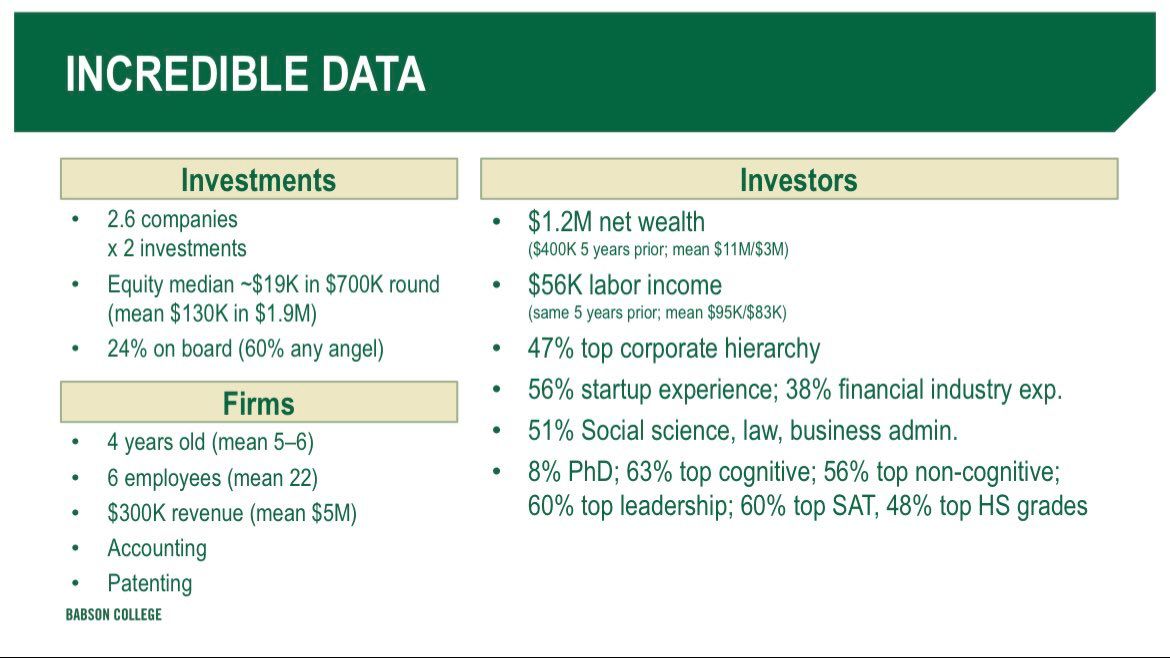 INCREDIBLE DATA
Investments
• 2.6 companies
x 2 investments
• Equity median ~$19K in $700K round
(mean $130K in $1.9M)
• 24% on board (60% any angel)
Firms
• 4 years old (mean 5–6)
• 6 employees (mean 22)
• $300K revenue (mean $5M)
• Accounting
• Patenting
Investors
• $1.2M net wealth
($400K 5 years prior; mean $11M/$3M)
• $56K labor income
(same 5 years prior; mean $95K/$83K)
• 47% top corporate hierarchy
• 56% startup experience; 38% financial industry exp.
• 51% Social science, law, business admin.
• 8% PhD; 63% top cognitive; 56% top non-cognitive;
60% top leadership; 60% top SAT, 48% top HS grades
BABSON COLLEGE